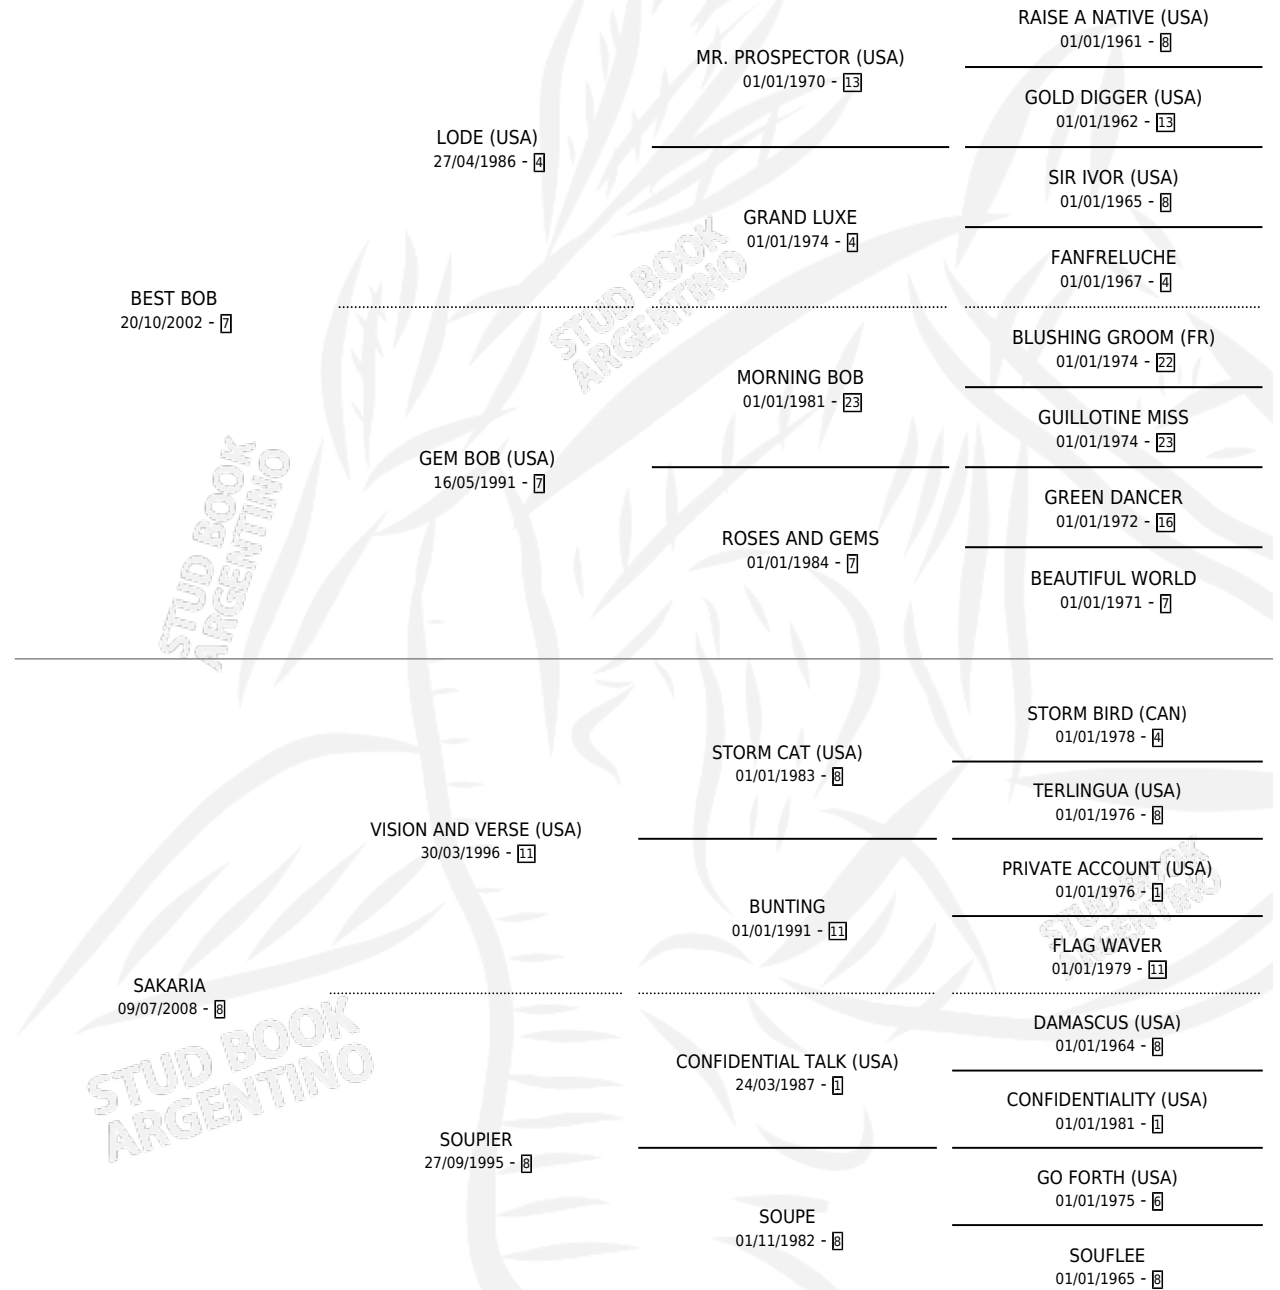 RAISE A NATIVE (USA)
01/01/1961 - 8
MR. PROSPECTOR (USA)
01/01/1970 - 13
GOLD DIGGER (USA)
01/01/1962 - 13
LODE (USA)
27/04/1986 - 4
SIR IVOR (USA)
01/01/1965 - 8
GRAND LUXE
01/01/1974 - 4
FANFRELUCHE
01/01/1967 - 4
STUD BOOK
ARGENTINO
BEST BOB
20/10/2002 - 7
BLUSHING GROOM (FR)
01/01/1974 - 22
MORNING BOB
01/01/1981 - 23
GUILLOTINE MISS
01/01/1974 - 23
GEM BOB (USA)
16/05/1991 - 7
GREEN DANCER
01/01/1972 - 16
ROSES AND GEMS
01/01/1984 - 7
BEAUTIFUL WORLD
01/01/1971 - 7
STUD BOOK
ARGENTINO
STORM BIRD (CAN)
01/01/1978 - 4
STORM CAT (USA)
01/01/1983 - 8
TERLINGUA (USA)
01/01/1976 - 8
VISION AND VERSE (USA)
30/03/1996 - 11
PRIVATE ACCOUNT (USA)
01/01/1976 - 1
BUNTING
01/01/1991 - 11
STUD BOOK
ARGENTINO
FLAG WAVER
01/01/1979 - 11
SAKARIA
09/07/2008 - 8
STUD BOOK
ARGENTINO
DAMASCUS (USA)
01/01/1964 - 8
CONFIDENTIAL TALK (USA)
24/03/1987 - 1
CONFIDENTIALITY (USA)
01/01/1981 - 1
SOUPIER
27/09/1995 - 8
GO FORTH (USA)
01/01/1975 - 6
SOUPE
01/11/1982 - 8
SOUFLEE
01/01/1965 - 8